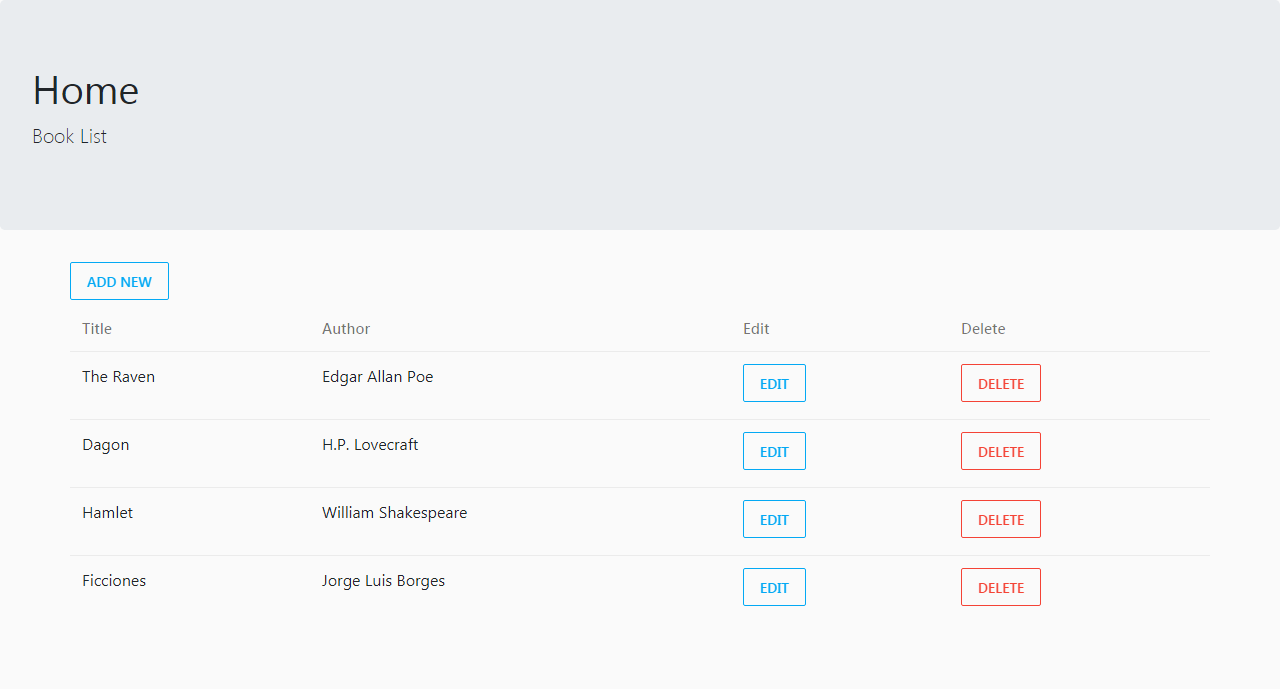 Home
Book List
ADD NEW
Title Author Edit Delete
The Raven Edgar Allan Poe EDIT DELETE
Dagon H.P. Lovecraft EDIT DELETE
Hamlet William Shakespeare EDIT DELETE
Ficciones Jorge Luis Borges EDIT DELETE